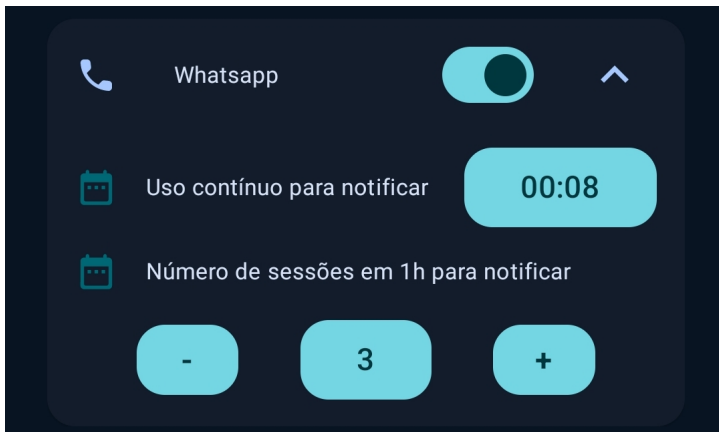 Whatsapp
Uso contínuo para notificar 00:08
Número de sessões em 1h para notificar
- 3 +